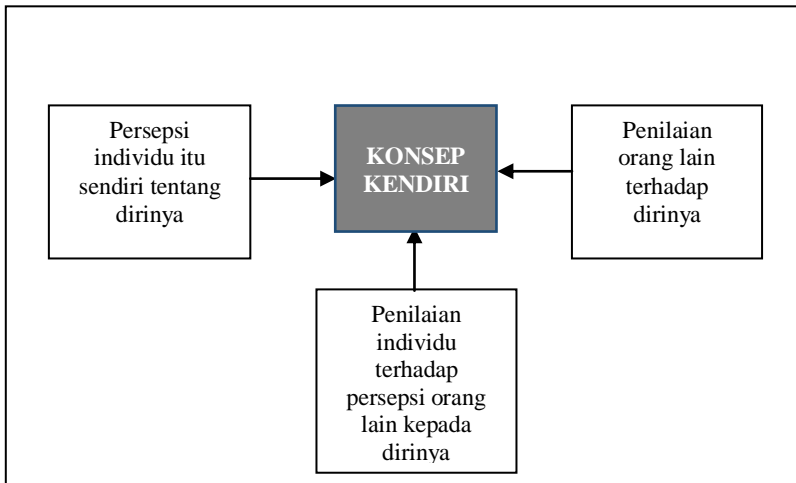 Persepsi
individu itu
sendiri tentang
dirinya
KONSEP
KENDIRI
Penilaian
orang lain
terhadap
dirinya
Penilaian
individu
terhadap
persepsi orang
lain kepada
dirinya